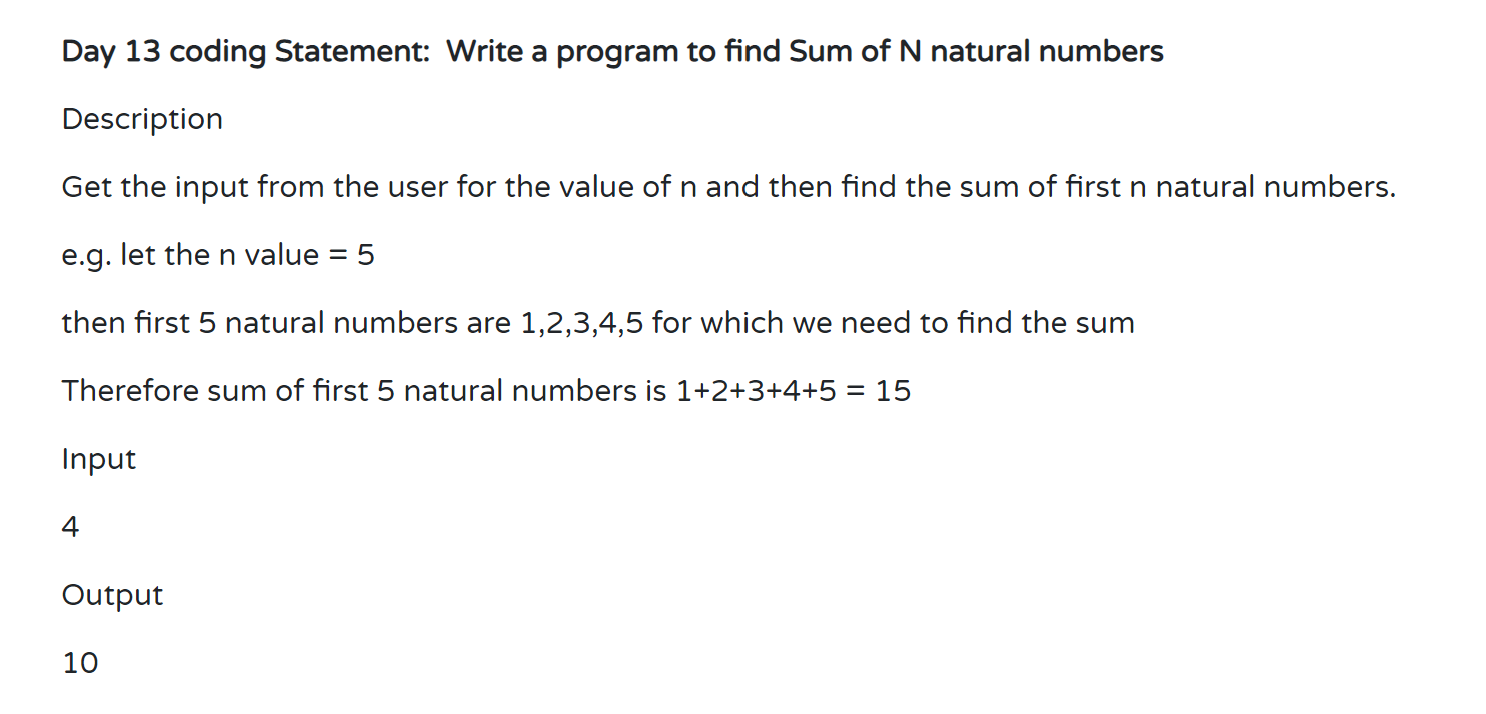 Day 13 coding Statement:  Write a program to find Sum of N natural numbers
Description
Get the input from the user for the value of n and then find the sum of first n natural numbers.
e.g. let the n value = 5
then first 5 natural numbers are 1,2,3,4,5 for which we need to find the sum
Therefore sum of first 5 natural numbers is 1+2+3+4+5 = 15
Input
4
Output
10